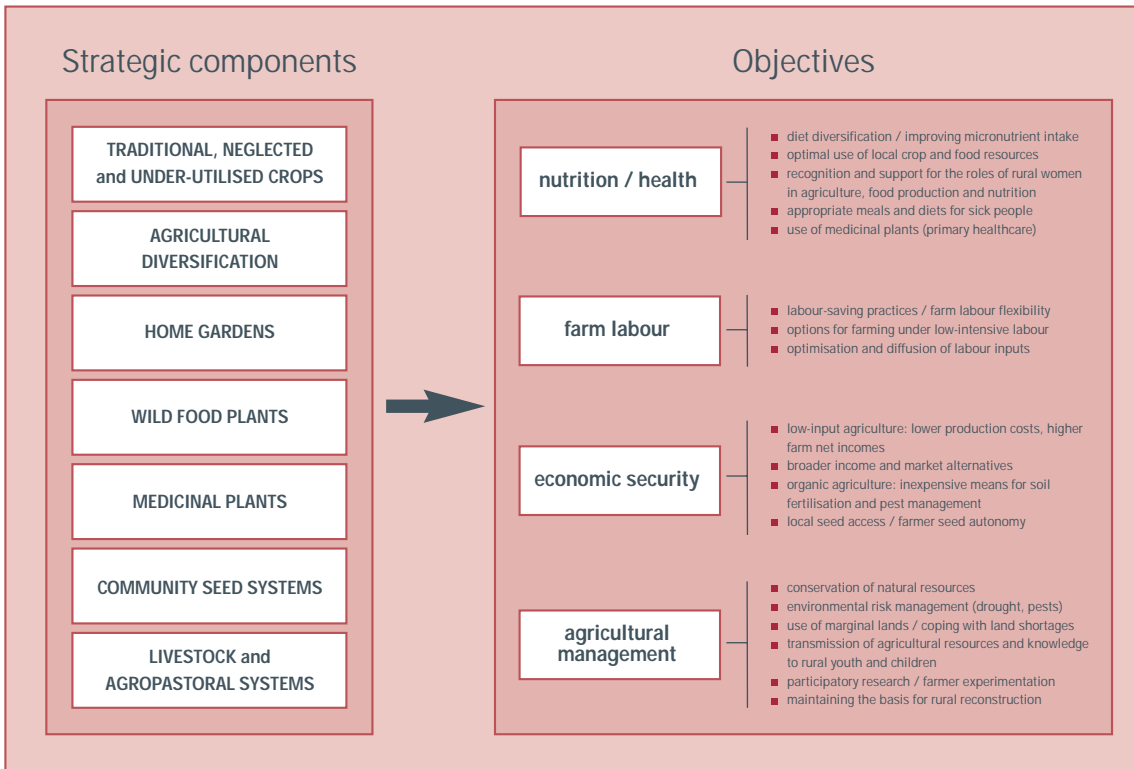 Strategic components
TRADITIONAL, NEGLECTED
and UNDER-UTILISED CROPS
AGRICULTURAL
DIVERSIFICATION
HOME GARDENS
WILD FOOD PLANTS
MEDICINAL PLANTS
COMMUNITY SEED SYSTEMS
LIVESTOCK and
AGROPASTORAL SYSTEMS
Objectives
nutrition / health
diet diversification / improving micronutrient intake
optimal use of local crop and food resources
recognition and support for the roles of rural women
in agriculture, food production and nutrition
appropriate meals and diets for sick people
use of medicinal plants (primary healthcare)
farm labour
labour-saving practices / farm labour flexibility
options for farming under low-intensive labour
optimisation and diffusion of labour inputs
economic security
low-input agriculture: lower production costs, higher
farm net incomes
broader income and market alternatives
organic agriculture: inexpensive means for soil
fertilisation and pest management
local seed access / farmer seed autonomy
agricultural
management
conservation of natural resources
environmental risk management (drought, pests)
use of marginal lands / coping with land shortages
transmission of agricultural resources and knowledge
to rural youth and children
participatory research / farmer experimentation
maintaining the basis for rural reconstruction